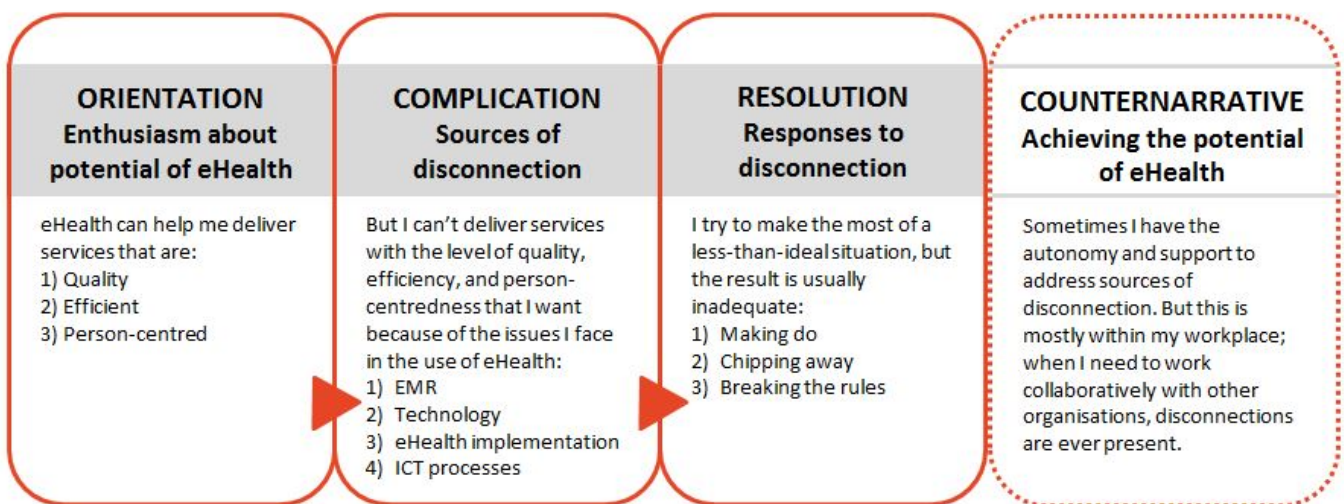 ORIENTATION
Enthusiasm about
potential of eHealth
eHealth can help me deliver
services that are:
1) Quality
2) Efficient
3) Person-centred
COMPLICATION
Sources of
disconnection
But I can't deliver services
with the level of quality,
efficiency, and person-
centredness that I want
because of the issues I face
in the use of eHealth:
1) EMR
2) Technology
3) eHealth implementation
4) ICT processes
RESOLUTION
Responses to
disconnection
I try to make the most of a
less-than-ideal situation, but
the result is usually
inadequate:
1) Making do
2) Chipping away
3) Breaking the rules
COUNTERNARRATIVE
Achieving the potential
of eHealth
Sometimes I have the
autonomy and support to
address sources of
disconnection. But this is
mostly within my workplace;
when I need to work
collaboratively with other
organisations, disconnections
are ever present.